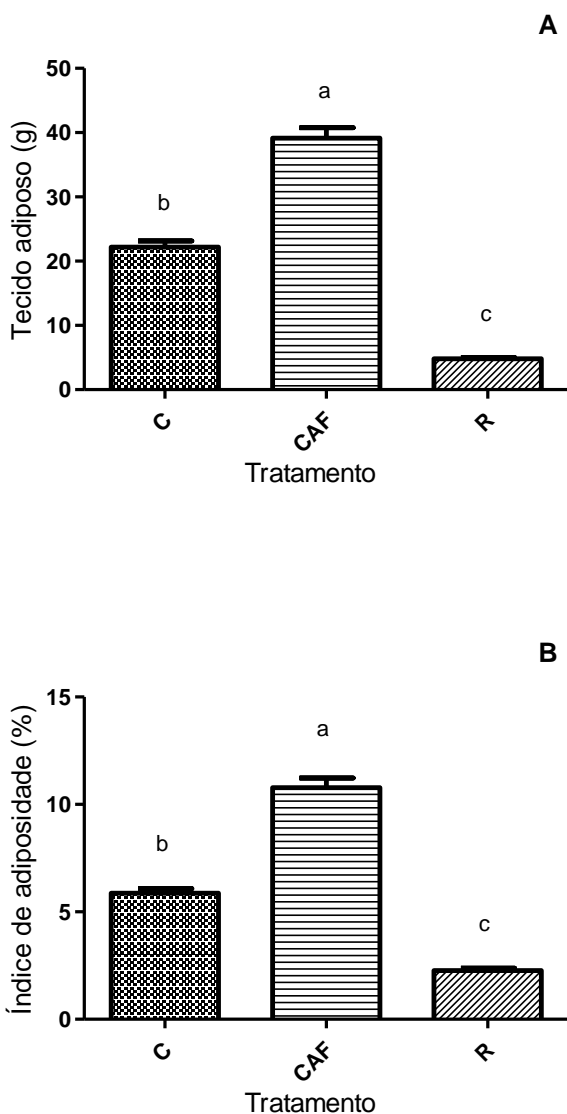 A
50
40
30
20
10
0
Tecido adiposo (g)
b
a
c
C
CAF
R
Tratamento
B
15
10
5
0
Índice de adiposidade (%)
b
a
c
C
CAF
R
Tratamento